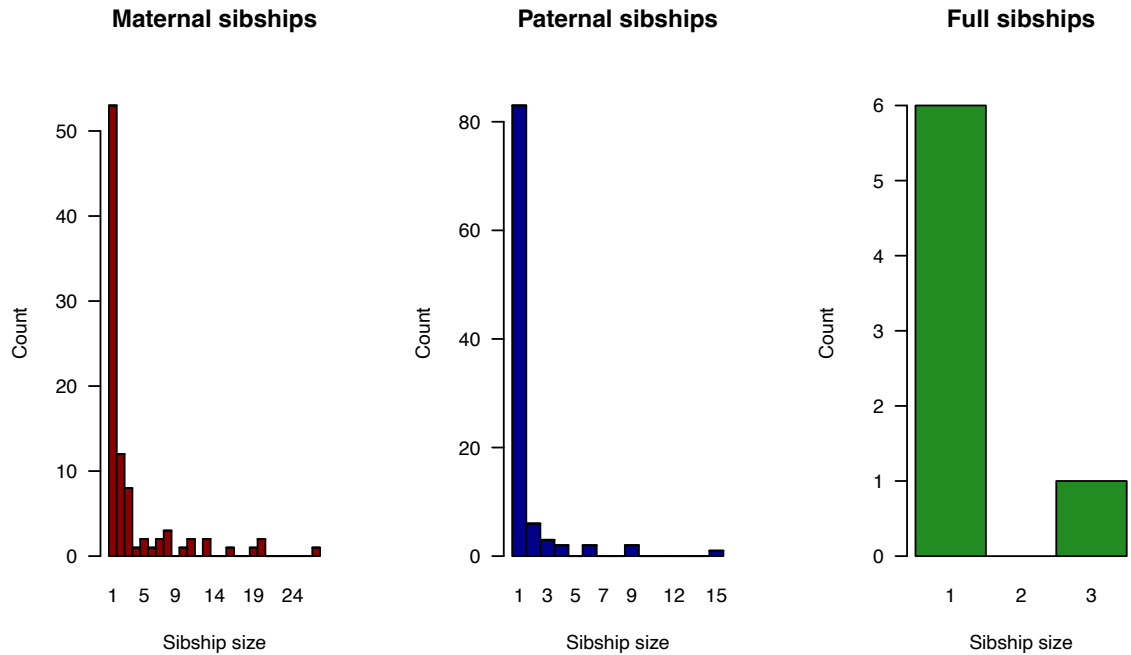 Maternal sibships
Count
50
40
30
20
10
0
1 5 9 14 19 24
Sibship size
Paternal sibships
Count
80
60
40
20
0
1 3 5 7 9 12 15
Sibship size
Full sibships
Count
6
5
4
3
2
1
0
1 2 3
Sibship size